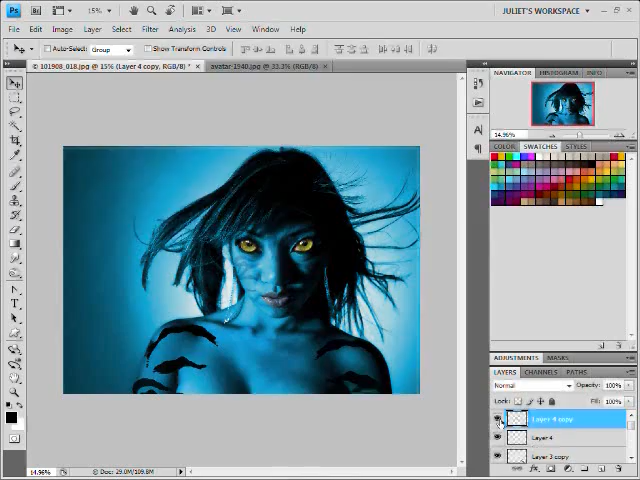 Ps Br 15% JULIET'S WORKSPACE
File Edit Image Layer Select Filter Analysis 3D View Window Help
Auto-Select: Group Show Transform Controls
© 101908_018.jpg @ 15% (Layer 4 copy, RGB/8) * × avatar-1940.jpg @ 33.3% (RGB/8) ×
NAVIGATOR HISTOGRAM INFO
14.96%
COLOR SWATCHES STYLES
ADJUSTMENTS MASKS
LAYERS CHANNELS PATHS
Normal Opacity: 100%
Lock: Fill: 100%
Layer 4 copy
Layer 4
Layer 3 copy
14.96% Doc: 29.0M/109.8M